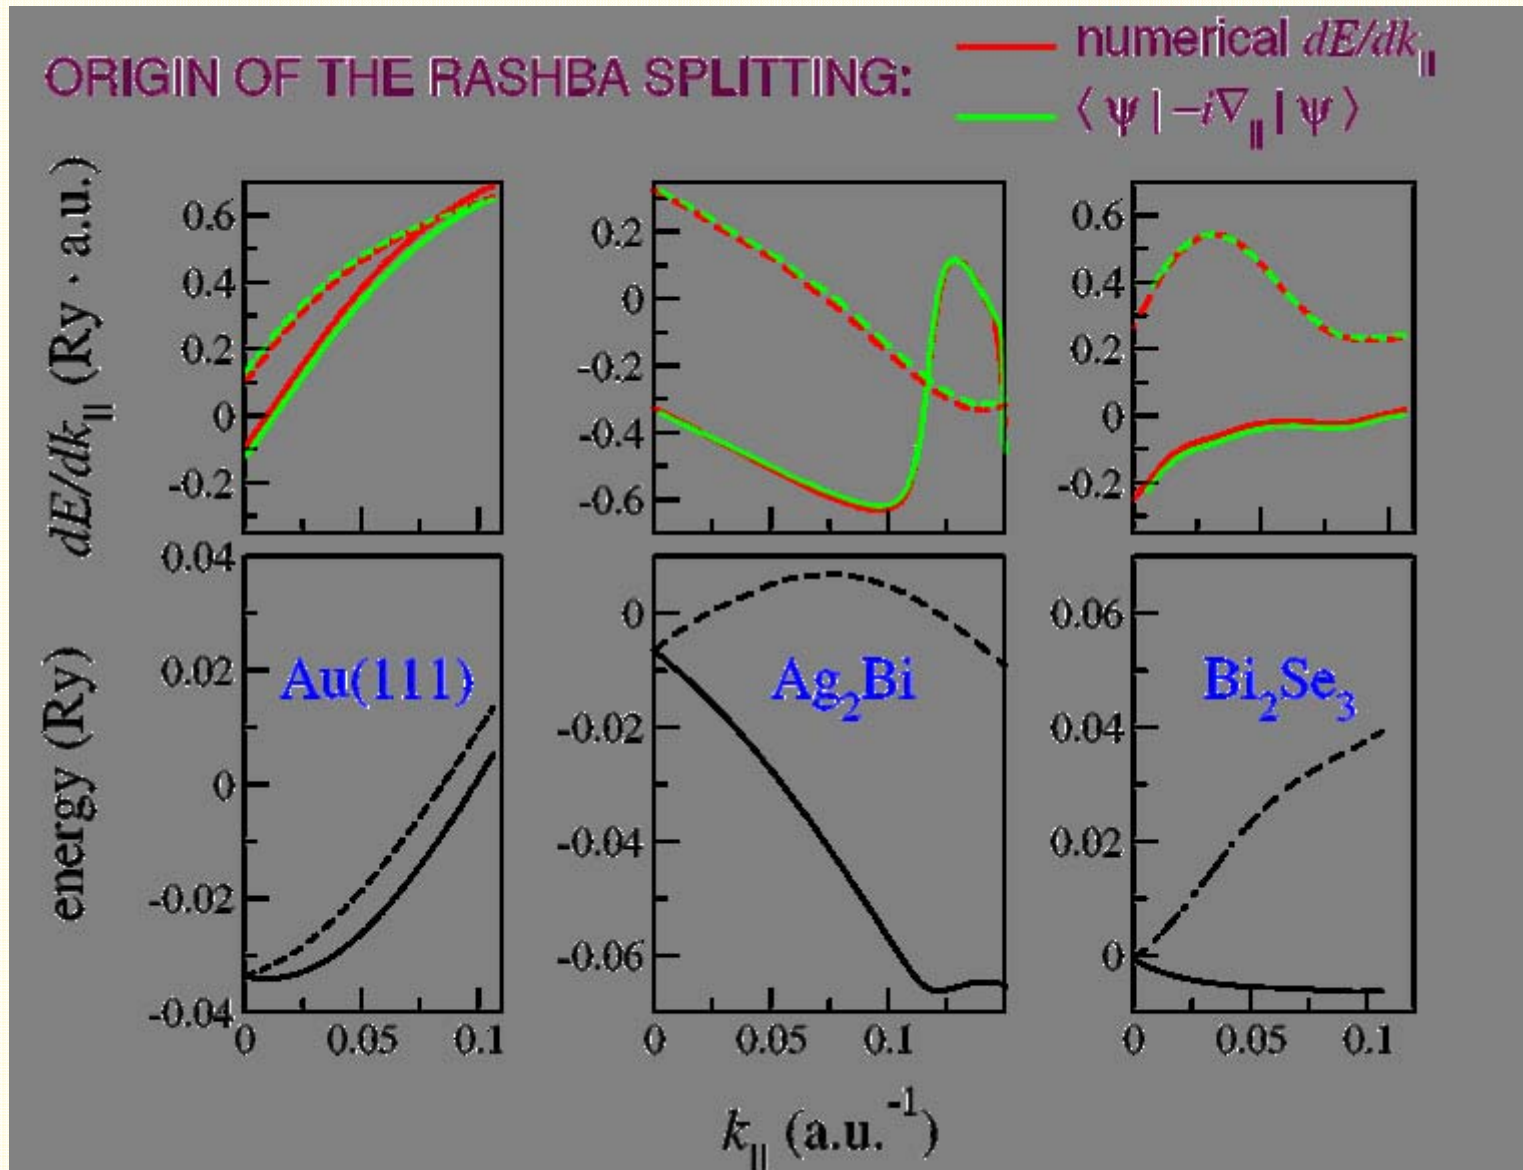 numerical dE/dk||
ORIGIN OF THE RASHBA SPLITTING:
⟨ ψ | −i∇|| | ψ ⟩
dE/dk|| (Ry · a.u.)
0.6
0.4
0.2
0
-0.2
0.2
0
-0.2
-0.4
-0.6
0.6
0.4
0.2
0
-0.2
energy (Ry)
0.04
0.02
0
-0.02
-0.04
Au(111)
0
-0.02
-0.04
-0.06
Ag2Bi
0.06
0.04
0.02
0
Bi2Se3
0 0.05 0.1
0 0.05 0.1
0 0.05 0.1
k|| (a.u.-1)